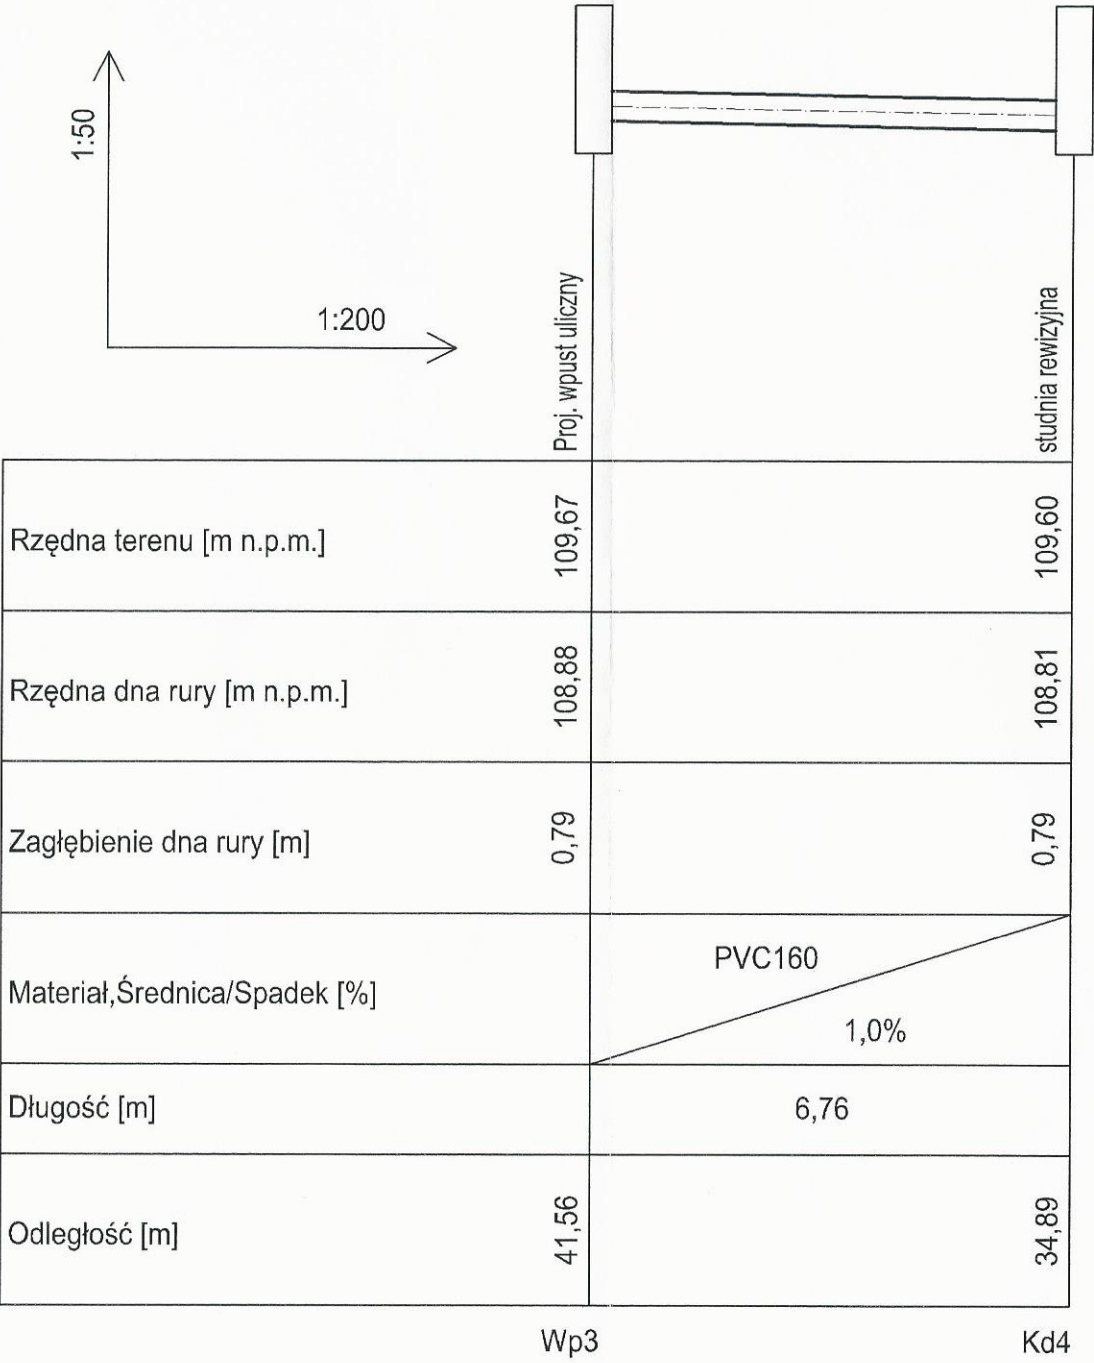 1:50
1:200
Proj. wpust uliczny
studnia rewizyjna
Rzędna terenu [m n.p.m.]
109,67
109,60
Rzędna dna rury [m n.p.m.]
108,88
108,81
Zagłębienie dna rury [m]
0,79
0,79
Materiał,Średnica/Spadek [%]
PVC160
1,0%
Długość [m]
6,76
Odległość [m]
41,56
34,89
Wp3
Kd4